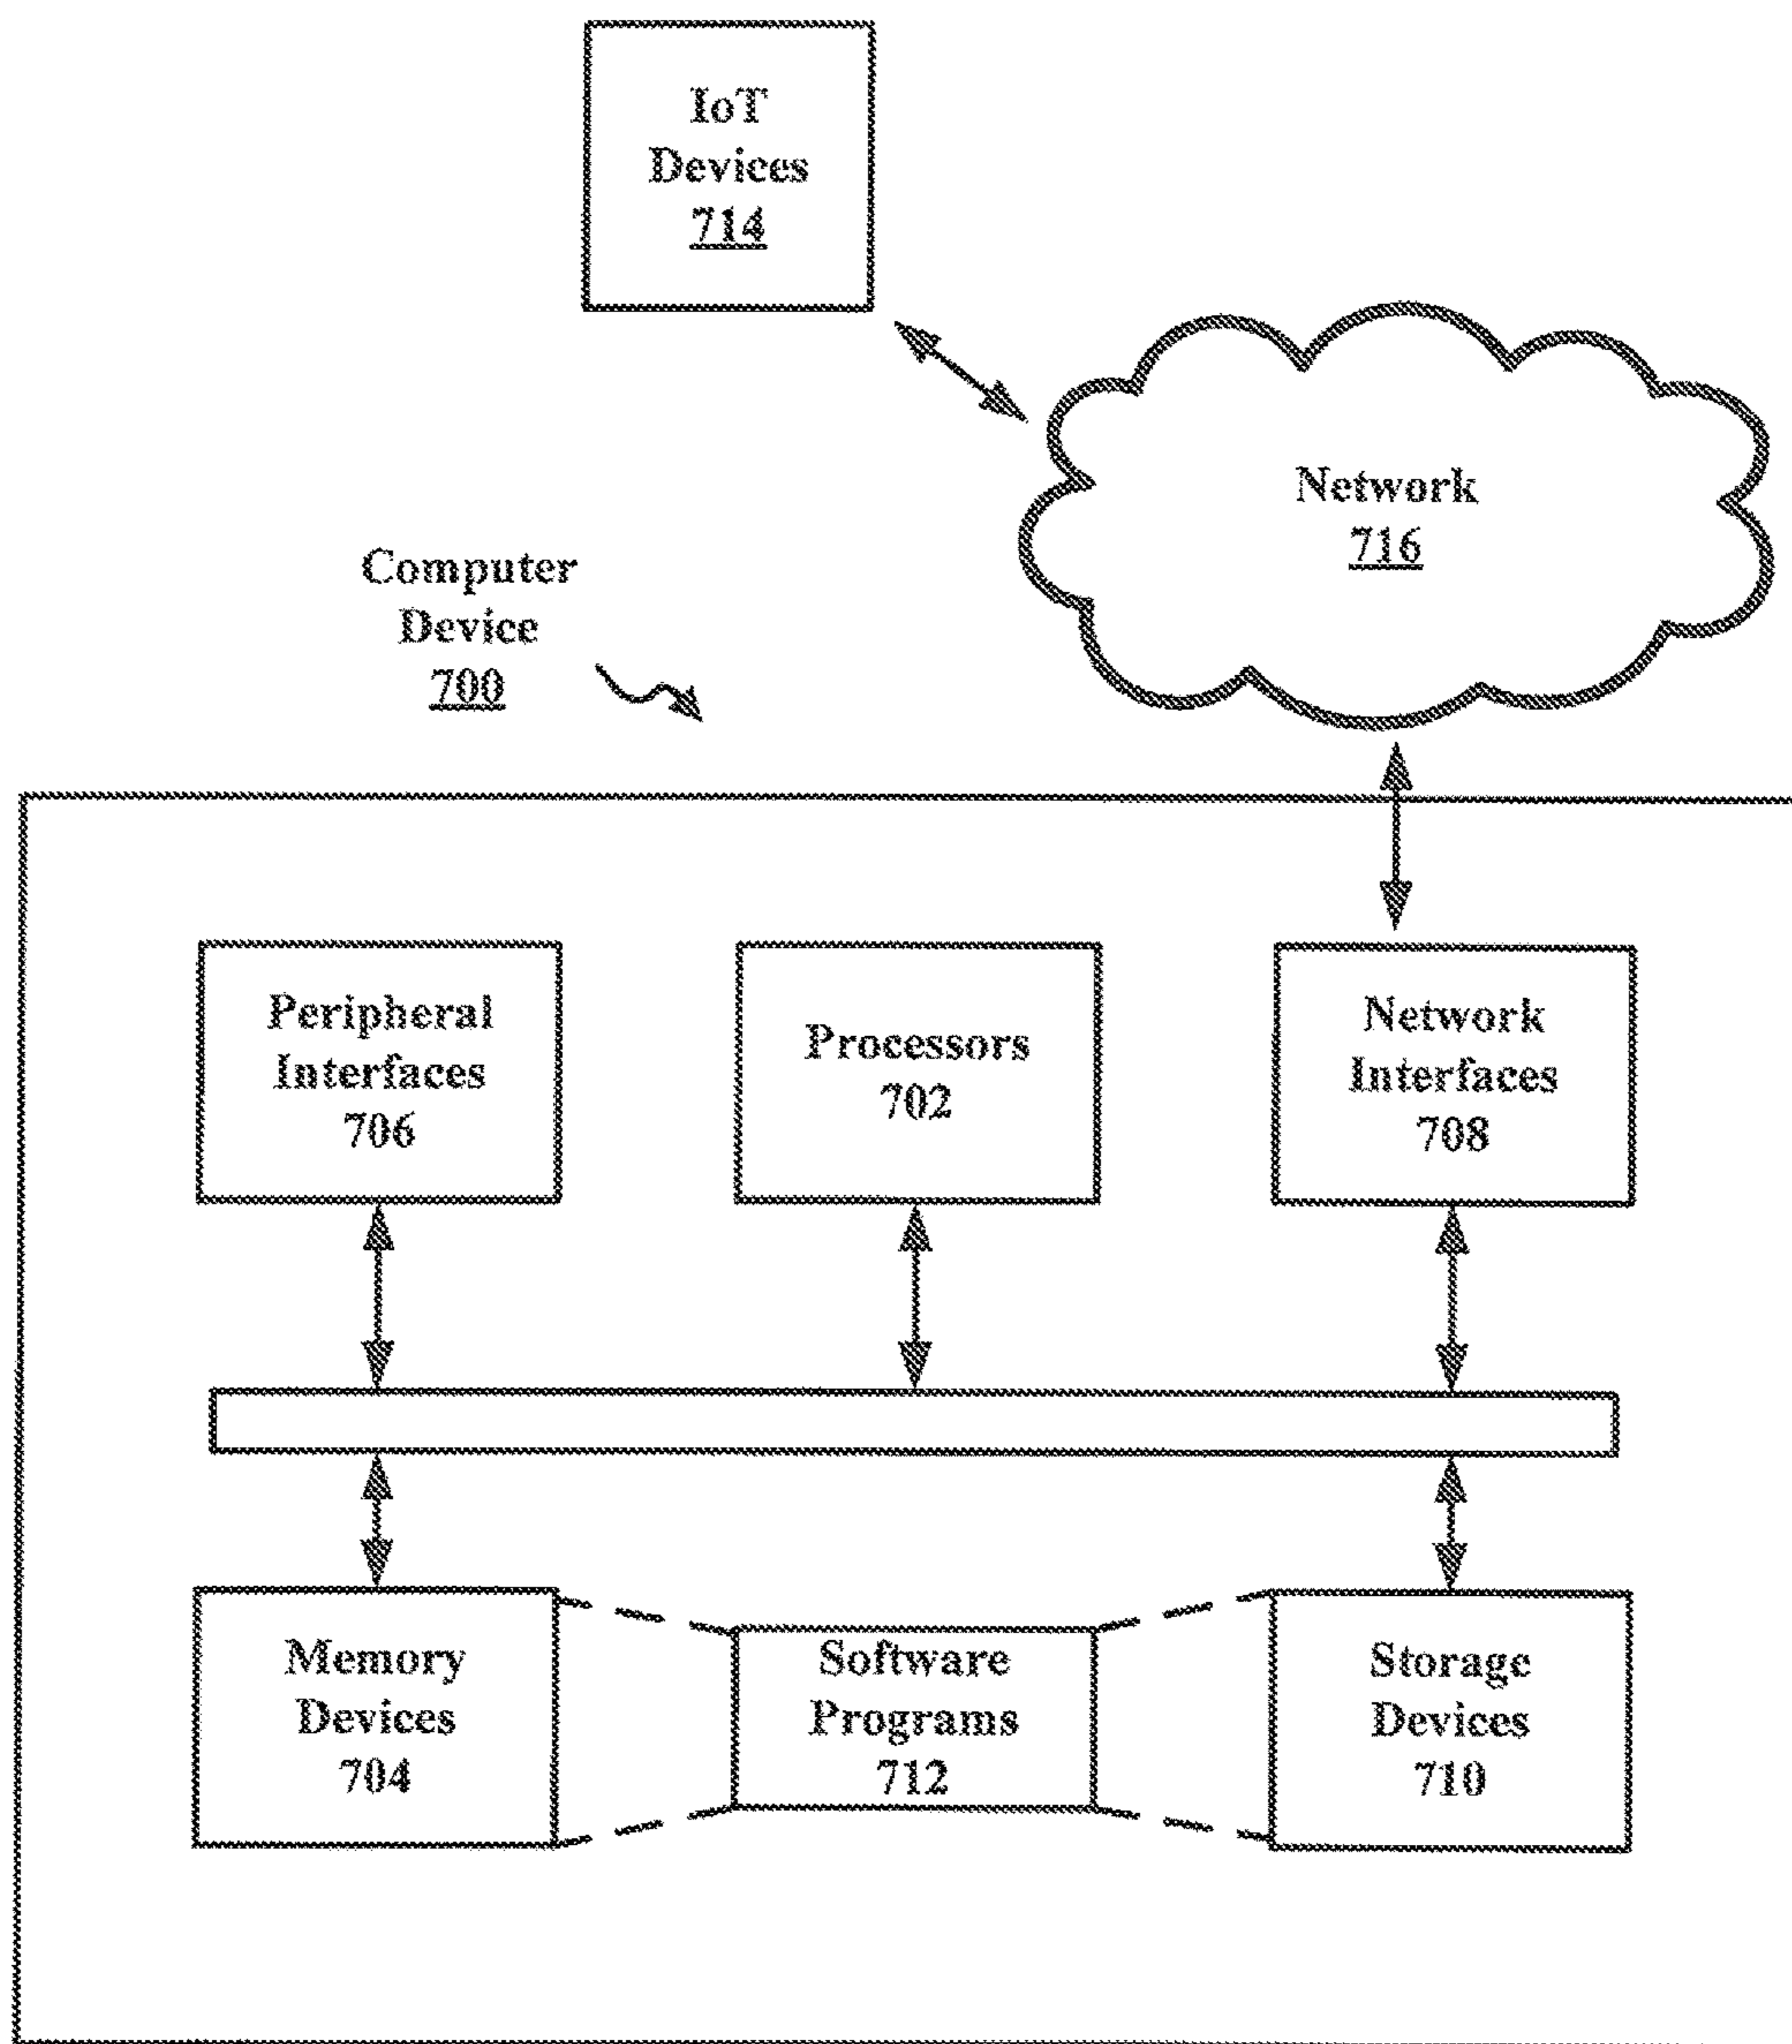 IoT
Devices
714
Network
716
Computer
Device
700
Peripheral
Interfaces
706
Processors
702
Network
Interfaces
708
Memory
Devices
704
Software
Programs
712
Storage
Devices
710